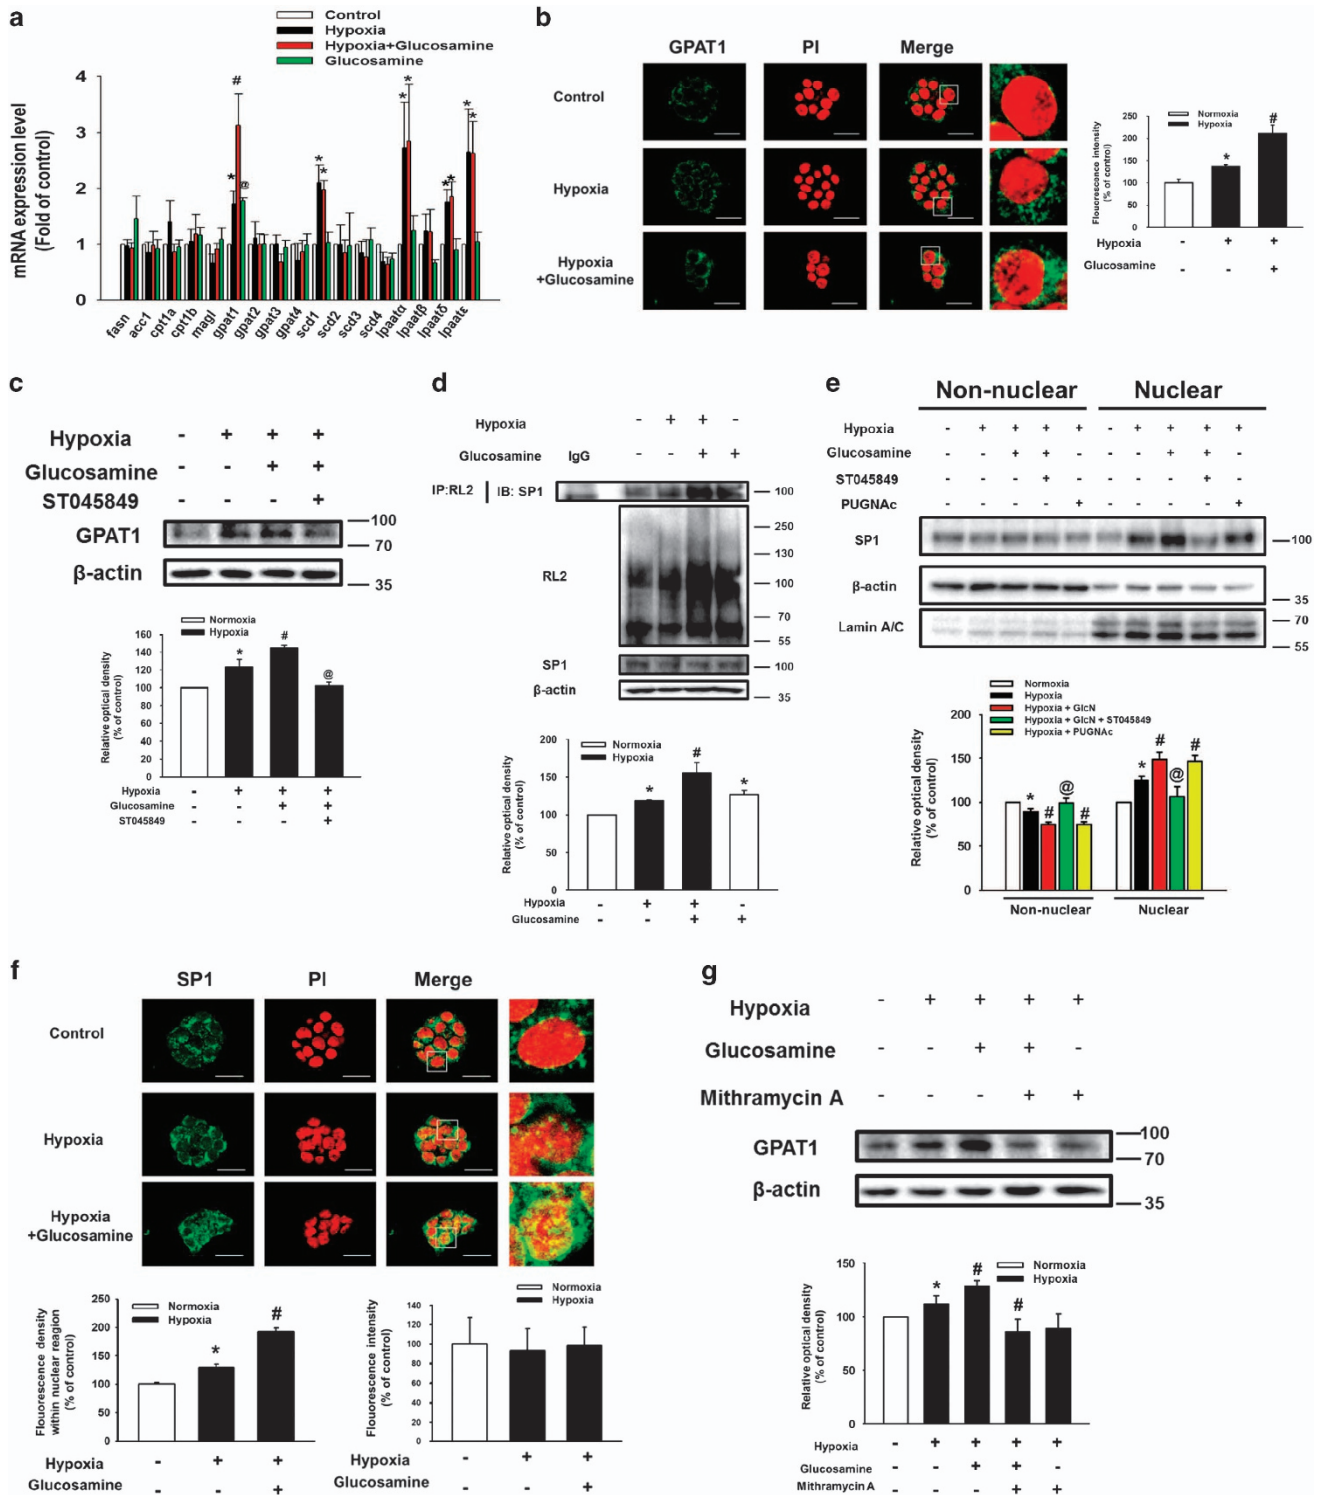 a
Control
Hypoxia
Hypoxia+Glucosamine
Glucosamine
mRNA expression level
(Fold of control)
4
3
2
1
0
#
*
@
*
*
*
*
*
*
*
*
fasn
acc1
cpt1a
cpt1b
magl
gpat1
gpat2
gpat3
gpat4
scd1
scd2
scd3
scd4
lpaatα
lpaatβ
lpaatδ
lpaatε
b
GPAT1 PI Merge
Control
Hypoxia
Hypoxia
+Glucosamine
Normoxia
Hypoxia
Flouorescence intensity
(% of control)
250
200
150
100
50
0
* #
Hypoxia - + +
Glucosamine - - +
c
Hypoxia - + + +
Glucosamine - - + +
ST045849 - - - +
GPAT1
100
70
β-actin
35
Normoxia
Hypoxia
Relative optical density
(% of control)
160
140
120
100
80
60
40
20
0
* # @
Hypoxia - + + +
Glucosamine - - + +
ST045849 - - - +
d
Hypoxia - + + -
Glucosamine IgG - - + +
IP:RL2 IB: SP1 100
RL2
250
130
100
70
55
SP1 100
β-actin 35
Normoxia
Hypoxia
Relative optical density
(% of control)
200
150
100
50
0
* # *
Hypoxia - + + -
Glucosamine - - + +
e
Non-nuclear Nuclear
Hypoxia - + + + + - + + + +
Glucosamine - - + + - - - + + -
ST045849 - - - + - - - - + -
PUGNAc - - - - + - - - - +
SP1 100
β-actin 35
Lamin A/C 70
55
Normoxia
Hypoxia
Hypoxia + GlcN
Hypoxia + GlcN + ST045849
Hypoxia + PUGNAc
Relative optical density
(% of control)
200
150
100
50
0
* # @ # * # @ #
Non-nuclear Nuclear
f
SP1 PI Merge
Control
Hypoxia
Hypoxia
+Glucosamine
Normoxia
Hypoxia
Flouorescence density
within nuclear reagion
(% of control)
250
200
150
100
50
0
* #
Hypoxia - + +
Glucosamine - - +
Normoxia
Hypoxia
Flouorescence intensity
(% of control)
140
120
100
80
60
40
20
0
Hypoxia - + +
Glucosamine - - +
g
Hypoxia - + + + +
Glucosamine - - + + -
Mithramycin A - - - + +
GPAT1
100
70
β-actin
35
Normoxia
Hypoxia
Relative optical density
(% of control)
150
100
50
0
* # #
Hypoxia - + + + +
Glucosamine - - + + -
Mithramycin A - - - + +